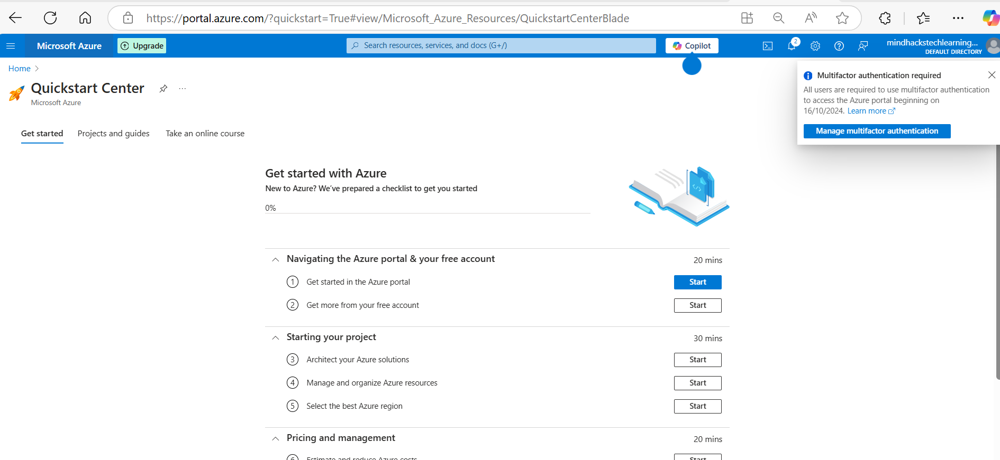 https://portal.azure.com/?quickstart=True#view/Microsoft_Azure_Resources/QuickstartCenterBlade
Microsoft Azure
Upgrade
Search resources, services, and docs (G+/)
Copilot
2
mindhackstechlearning...
DEFAULT DIRECTORY
Home
Quickstart Center
...
Microsoft Azure
Multifactor authentication required
All users are required to use multifactor authentication
to access the Azure portal beginning on
16/10/2024. Learn more
Manage multifactor authentication
Get started
Projects and guides
Take an online course
Get started with Azure
New to Azure? We've prepared a checklist to get you started
0%
Navigating the Azure portal & your free account
20 mins
1 Get started in the Azure portal
Start
2 Get more from your free account
Start
Starting your project
30 mins
3 Architect your Azure solutions
Start
4 Manage and organize Azure resources
Start
5 Select the best Azure region
Start
Pricing and management
20 mins
6 Estimate and reduce Azure costs
Start